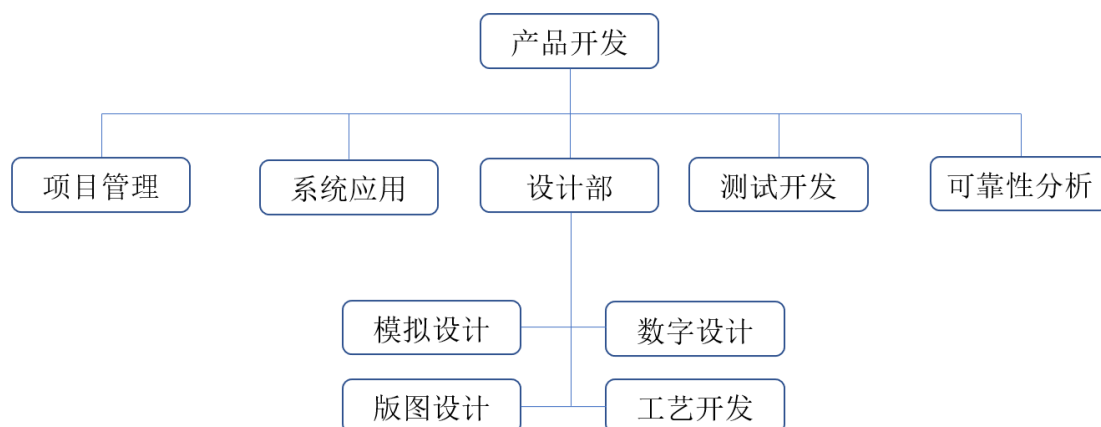 产品开发
项目管理
系统应用
设计部
测试开发
可靠性分析
模拟设计
数字设计
版图设计
工艺开发